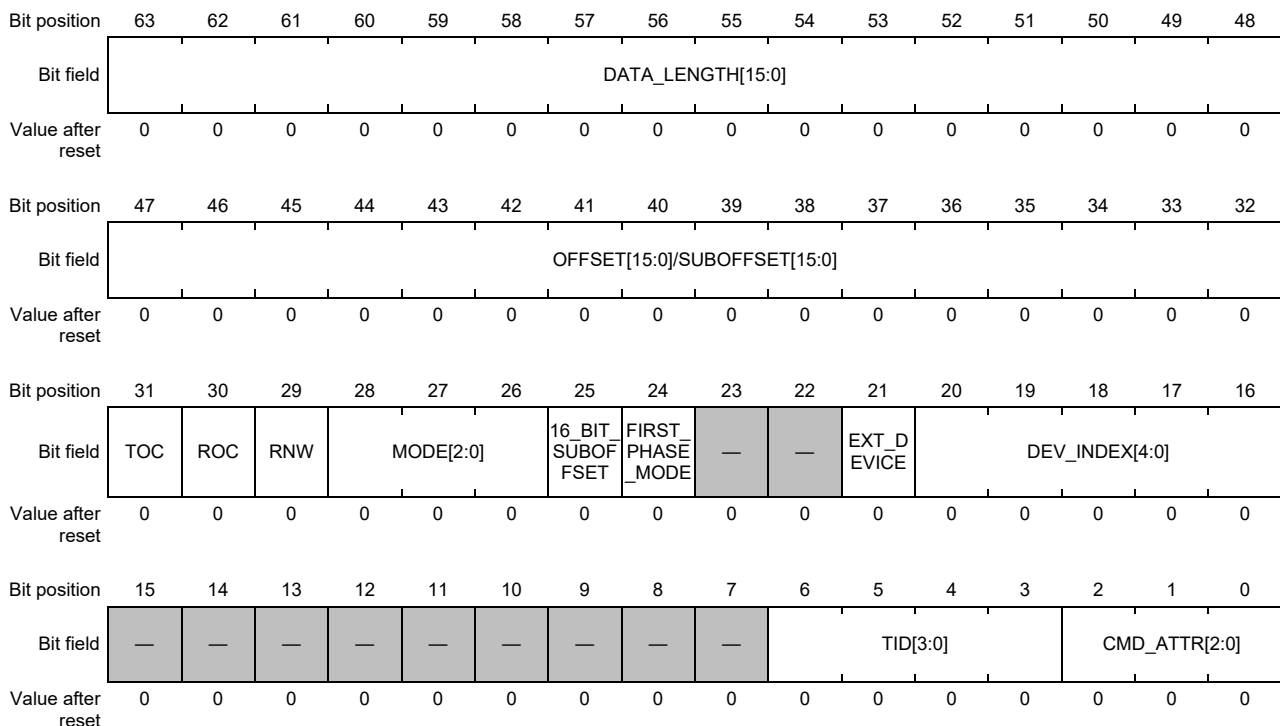 Bit position 63 62 61 60 59 58 57 56 55 54 53 52 51 50 49 48
Bit field DATA_LENGTH[15:0]
Value after reset 0 0 0 0 0 0 0 0 0 0 0 0 0 0 0 0
Bit position 47 46 45 44 43 42 41 40 39 38 37 36 35 34 33 32
Bit field OFFSET[15:0]/SUBOFFSET[15:0]
Value after reset 0 0 0 0 0 0 0 0 0 0 0 0 0 0 0 0
Bit position 31 30 29 28 27 26 25 24 23 22 21 20 19 18 17 16
Bit field TOC ROC RNW MODE[2:0] 16_BIT_SUBOFFSET FIRST_PHASE_MODE — — EXT_DEVICE DEV_INDEX[4:0]
Value after reset 0 0 0 0 0 0 0 0 0 0 0 0 0 0 0 0
Bit position 15 14 13 12 11 10 9 8 7 6 5 4 3 2 1 0
Bit field — — — — — — — — — TID[3:0] CMD_ATTR[2:0]
Value after reset 0 0 0 0 0 0 0 0 0 0 0 0 0 0 0 0